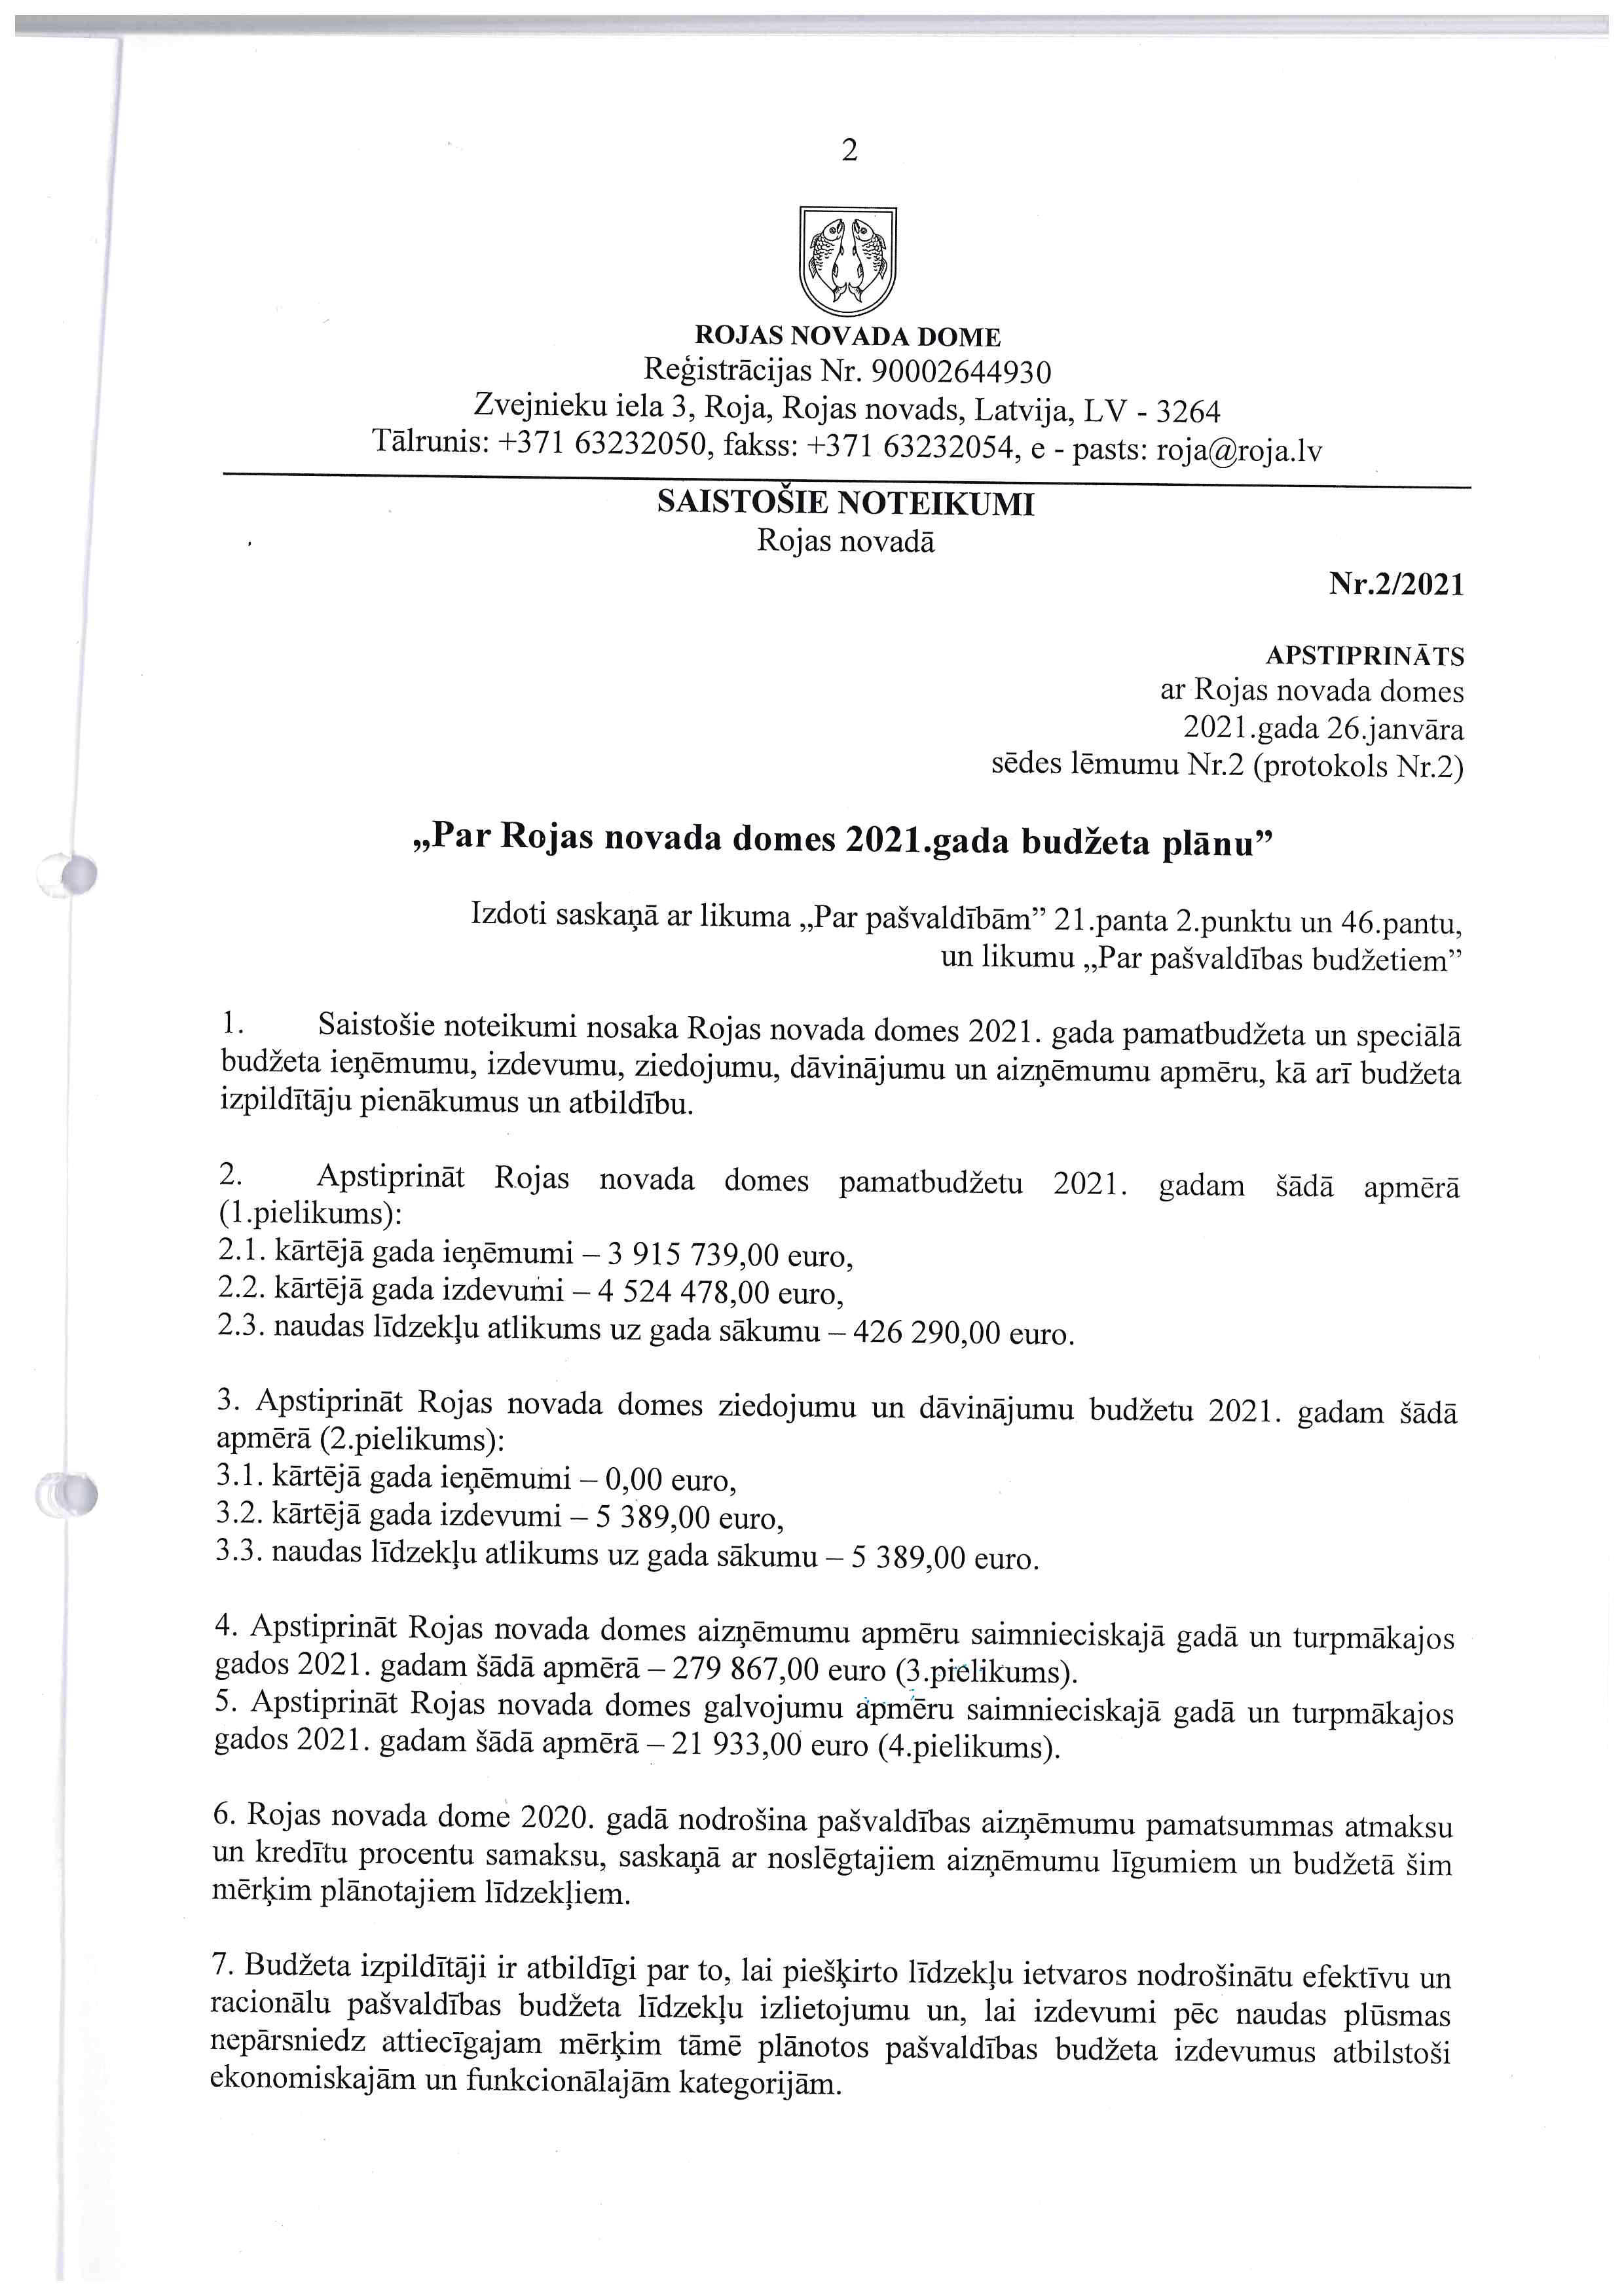 2
ROJAS NOVADA DOME
Reģistrācijas Nr. 90002644930
Zvejnieku iela 3, Roja, Rojas novads, Latvija, LV - 3264
Tālrunis: +371 63232050, fakss: +371 63232054, e - pasts: roja@roja.lv
SAISTOŠIE NOTEIKUMI
Rojas novadā
Nr.2/2021
APSTIPRINĀTS
ar Rojas novada domes
2021.gada 26.janvāra
sēdes lēmumu Nr.2 (protokols Nr.2)
„Par Rojas novada domes 2021.gada budžeta plānu”
Izdoti saskaņā ar likuma „Par pašvaldībām” 21.panta 2.punktu un 46.pantu,
un likumu „Par pašvaldības budžetiem”
1. Saistošie noteikumi nosaka Rojas novada domes 2021. gada pamatbudžeta un speciālā
budžeta ieņēmumu, izdevumu, ziedojumu, dāvinājumu un aizņēmumu apmēru, kā arī budžeta
izpildītāju pienākumus un atbildību.
2. Apstiprināt Rojas novada domes pamatbudžetu 2021. gadam šādā apmērā
(1.pielikums):
2.1. kārtējā gada ieņēmumi – 3 915 739,00 euro,
2.2. kārtējā gada izdevumi – 4 524 478,00 euro,
2.3. naudas līdzekļu atlikums uz gada sākumu – 426 290,00 euro.
3. Apstiprināt Rojas novada domes ziedojumu un dāvinājumu budžetu 2021. gadam šādā
apmērā (2.pielikums):
3.1. kārtējā gada ieņēmumi – 0,00 euro,
3.2. kārtējā gada izdevumi – 5 389,00 euro,
3.3. naudas līdzekļu atlikums uz gada sākumu – 5 389,00 euro.
4. Apstiprināt Rojas novada domes aizņēmumu apmēru saimnieciskajā gadā un turpmākajos
gados 2021. gadam šādā apmērā – 279 867,00 euro (3.pielikums).
5. Apstiprināt Rojas novada domes galvojumu apmēru saimnieciskajā gadā un turpmākajos
gados 2021. gadam šādā apmērā – 21 933,00 euro (4.pielikums).
6. Rojas novada dome 2020. gadā nodrošina pašvaldības aizņēmumu pamatsummas atmaksu
un kredītu procentu samaksu, saskaņā ar noslēgtajiem aizņēmumu līgumiem un budžetā šim
mērķim plānotajiem līdzekļiem.
7. Budžeta izpildītāji ir atbildīgi par to, lai piešķirto līdzekļu ietvaros nodrošinātu efektīvu un
racionālu pašvaldības budžeta līdzekļu izlietojumu un, lai izdevumi pēc naudas plūsmas
nepārsniedz attiecīgajam mērķim tāmē plānotos pašvaldības budžeta izdevumus atbilstoši
ekonomiskajām un funkcionālajām kategorijām.